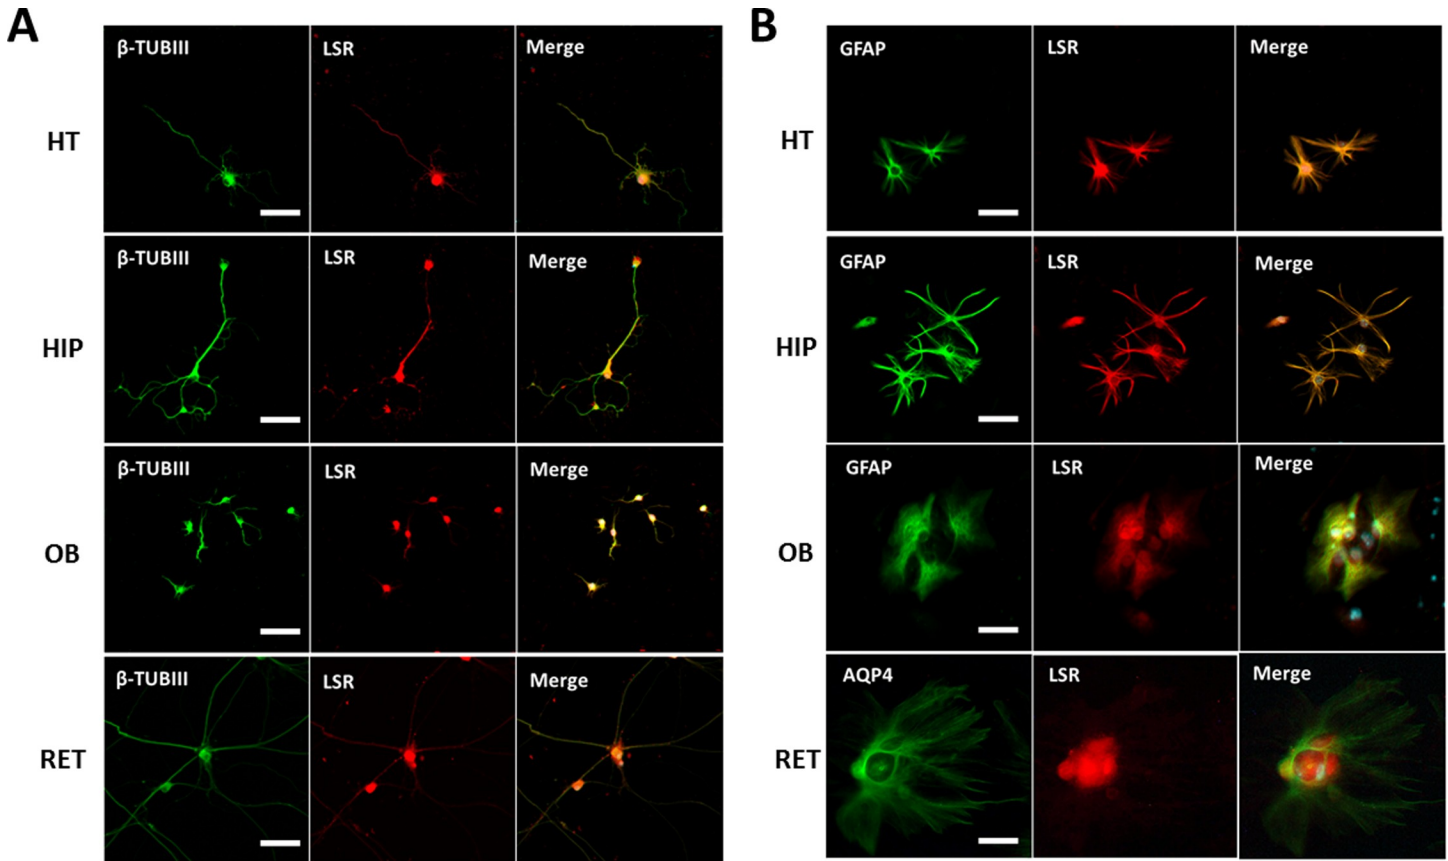 A
β-TUBIII LSR Merge
HT
β-TUBIII LSR Merge
HIP
β-TUBIII LSR Merge
OB
β-TUBIII LSR Merge
RET
B
GFAP LSR Merge
HT
GFAP LSR Merge
HIP
GFAP LSR Merge
OB
AQP4 LSR Merge
RET